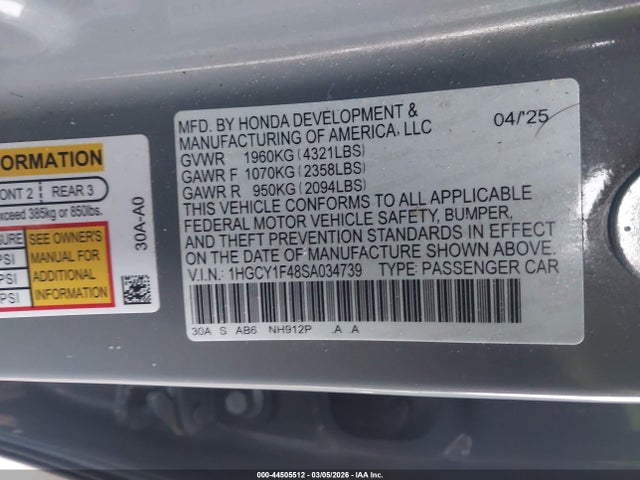 MFD. BY HONDA DEVELOPMENT &
MANUFACTURING OF AMERICA, LLC 04/'25
GVWR 1960KG (4321LBS)
GAWR F 1070KG (2358LBS)
GAWR R 950KG (2094LBS)
THIS VEHICLE CONFORMS TO ALL APPLICABLE
FEDERAL MOTOR VEHICLE SAFETY, BUMPER,
AND THEFT PREVENTION STANDARDS IN EFFECT
ON THE DATE OF MANUFACTURE SHOWN ABOVE.
V.I.N.: 1HGCY1F48SA034739 TYPE: PASSENGER CAR
30A S AB6 NH912P .A A
ORMATION
ONT 2 REAR 3
exceed 385kg or 850lbs.
SURE SEE OWNER'S
PSI MANUAL FOR
PSI ADDITIONAL
PSI INFORMATION
30A-A0
000-44505512 - 03/05/2026 - IAA Inc.